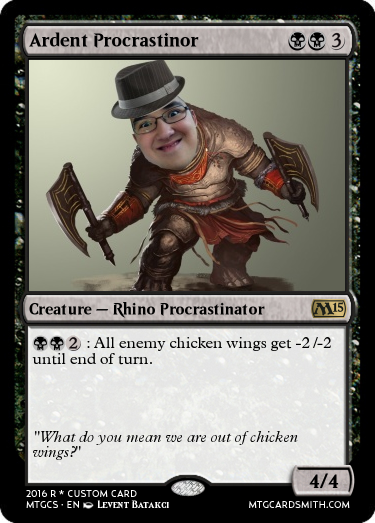 Ardent Procrastinor 3
M15
Creature — Rhino Procrastinator
2 : All enemy chicken wings get -2/-2
until end of turn.
"What do you mean we are out of chicken
wings?"
4/4
2016 R * CUSTOM CARD
MTGCS · EN LEVENT BATAKCI
MTGCARDSMITH.COM